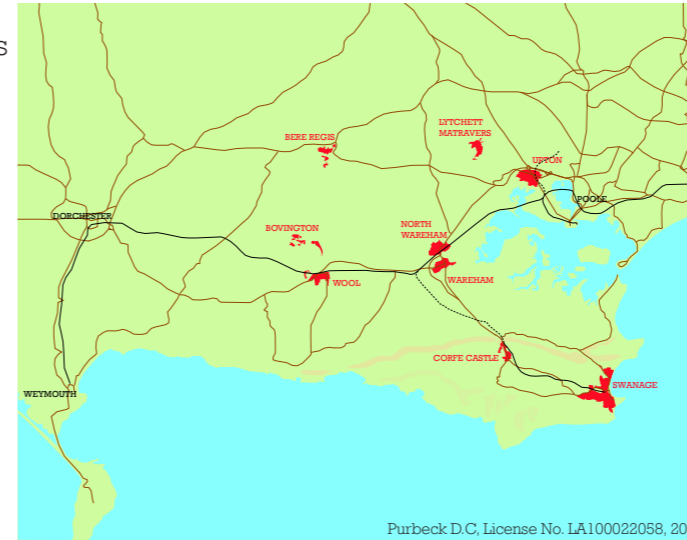 S
BERE REGIS
LYTCHETT
MATRAVERS
UPTON
POOLE
DORCHESTER
BOVINGTON
NORTH
WAREHAM
WOOL
WAREHAM
CORFE CASTLE
SWANAGE
WEYMOUTH
Purbeck D.C, License No. LA100022058, 20